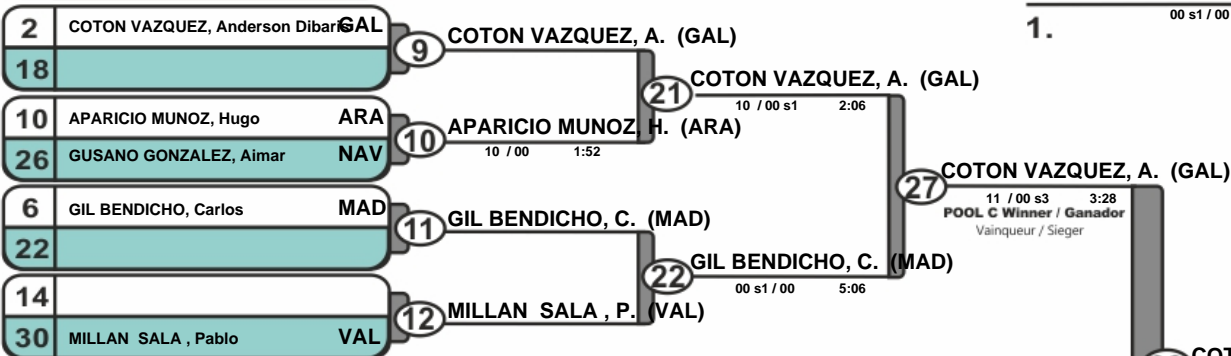 00 s1 / 00
1.
2 COTON VAZQUEZ, Anderson Dibaris GAL
18
9
COTON VAZQUEZ, A. (GAL)
21
COTON VAZQUEZ, A. (GAL)
10 / 00 s1 2:06
10 APARICIO MUNOZ, Hugo ARA
26 GUSANO GONZALEZ, Aimar NAV
10
APARICIO MUNOZ, H. (ARA)
10 / 00 1:52
27
COTON VAZQUEZ, A. (GAL)
11 / 00 s3 3:28
POOL C Winner / Ganador
Vainqueur / Sieger
6 GIL BENDICHO, Carlos MAD
22
11
GIL BENDICHO, C. (MAD)
22
GIL BENDICHO, C. (MAD)
00 s1 / 00 5:06
14
30 MILLAN SALA , Pablo VAL
12
MILLAN SALA , P. (VAL)